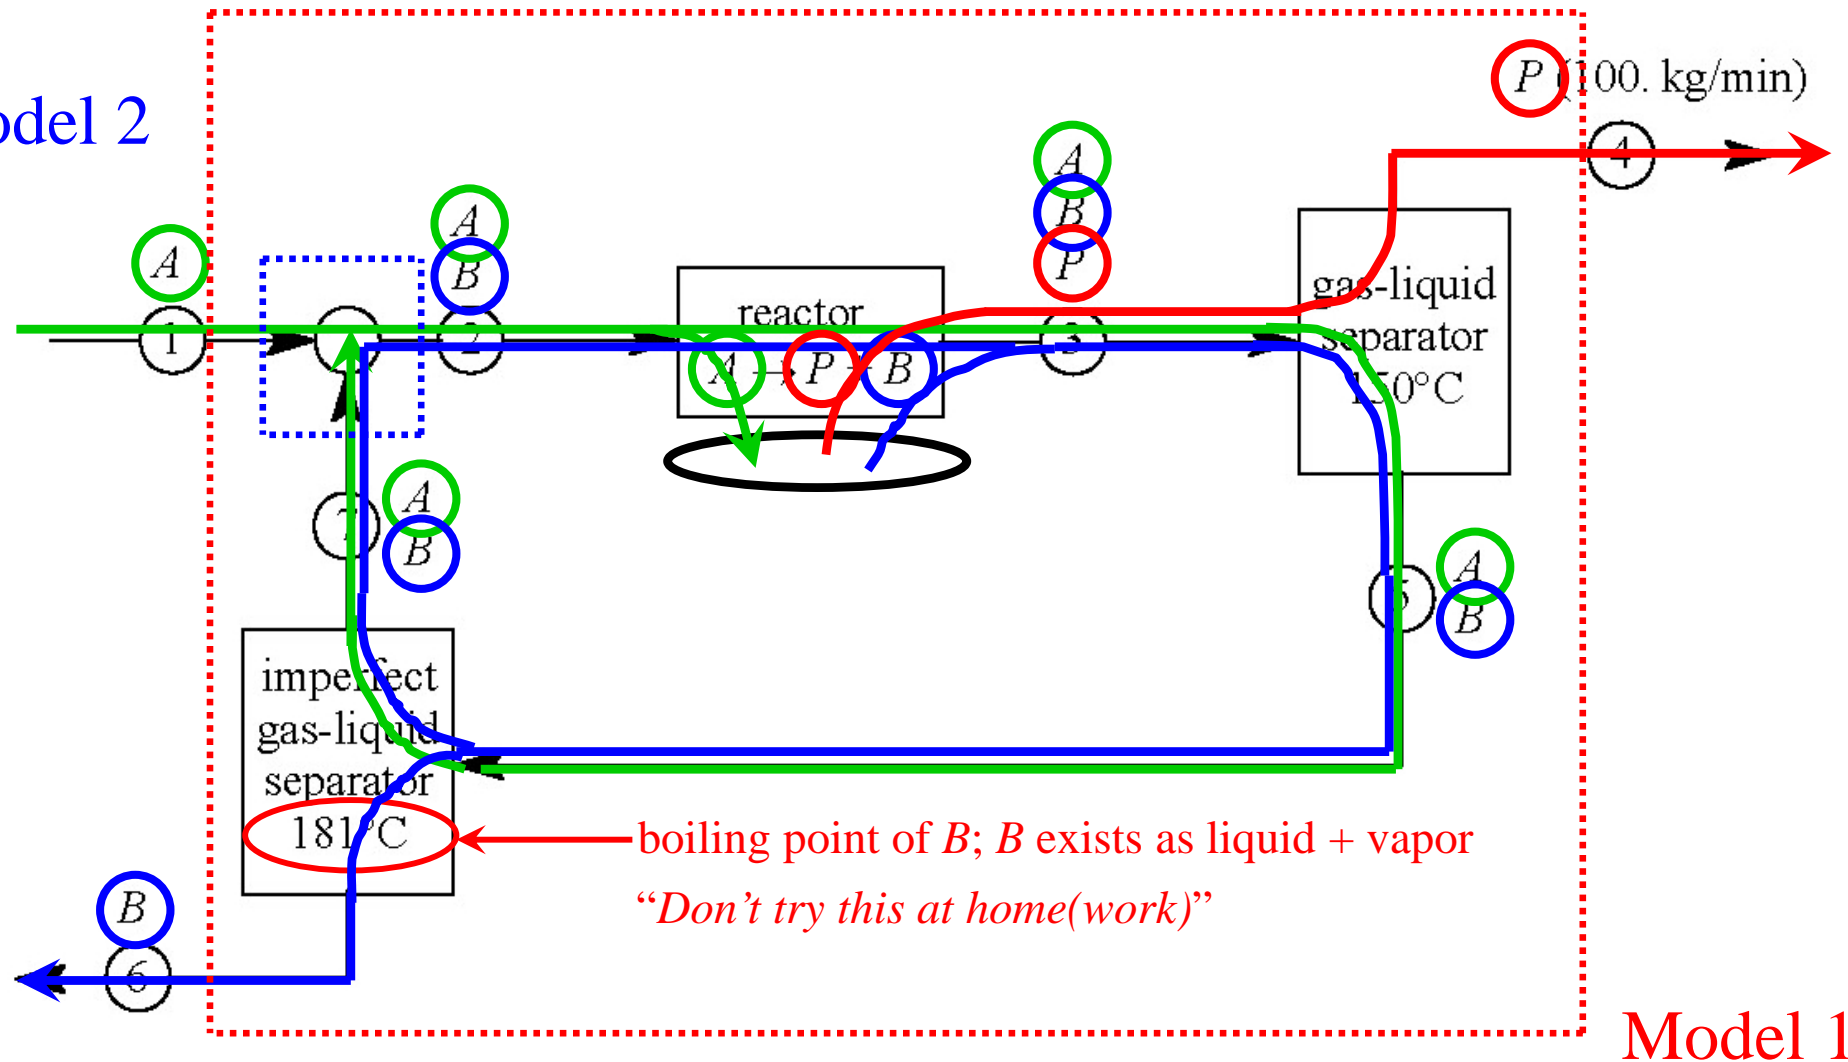 P (100. kg/min)
odel 2
4
A
B
P
A
B
A
1
2
reactor
3
A → P + B
gas-liquid
separator
150°C
A
B
7
A
B
5
imperfect
gas-liquid
separator
181°C
boiling point of B; B exists as liquid + vapor
“Don’t try this at home(work)”
B
6
Model 1